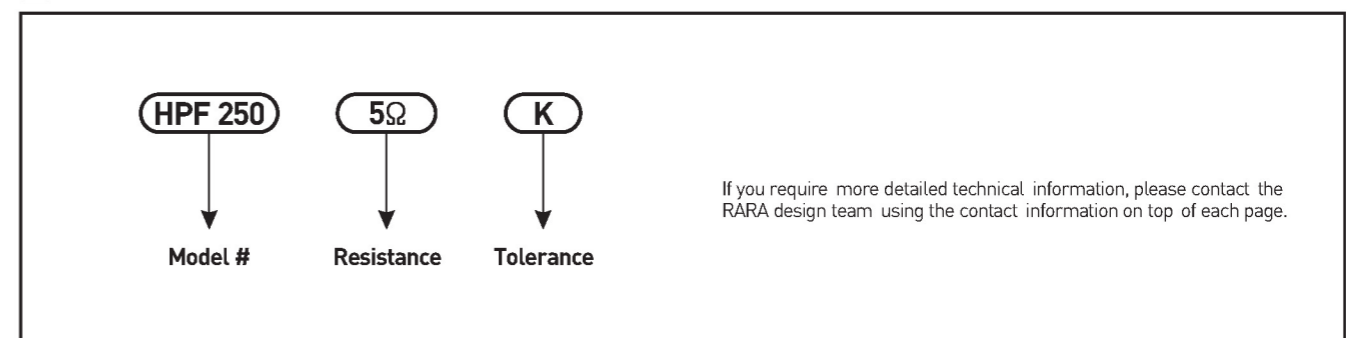 HPF 250 5Ω K
Model # Resistance Tolerance
If you require more detailed technical information, please contact the
RARA design team using the contact information on top of each page.